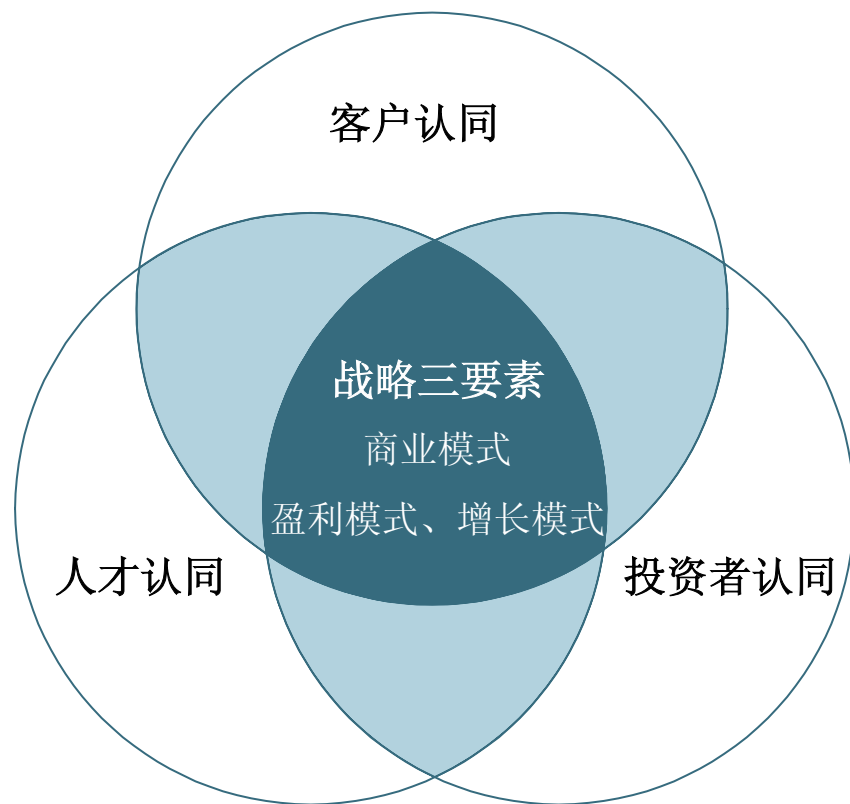 客户认同
战略三要素
商业模式
盈利模式、增长模式
人才认同
投资者认同